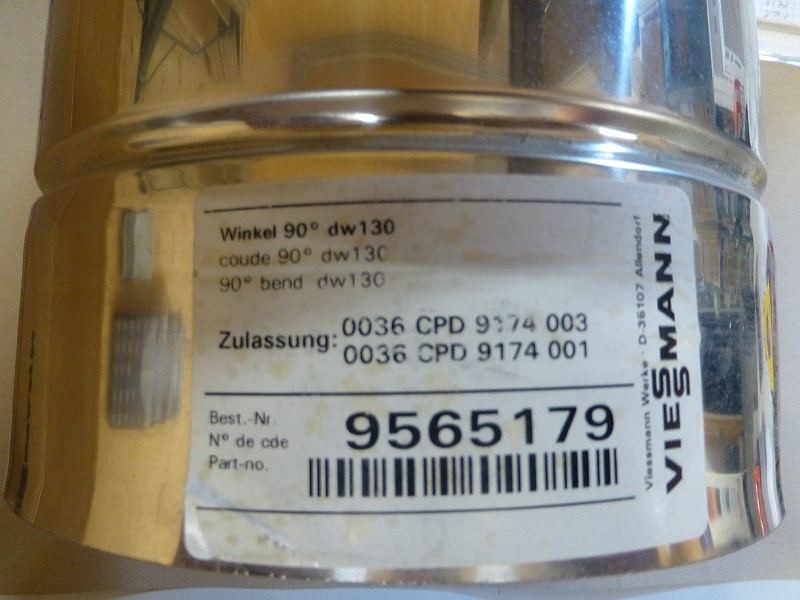 Winkel 90° dw130
coude 90° dw130
90° bend dw130
Zulassung: 0036 CPD 9174 003
0036 CPD 9174 001
Best.-Nr.
N° de cde
Part-no.
9565179
Viessmann Werke · D-35107 Allendorf
VIESSMANN